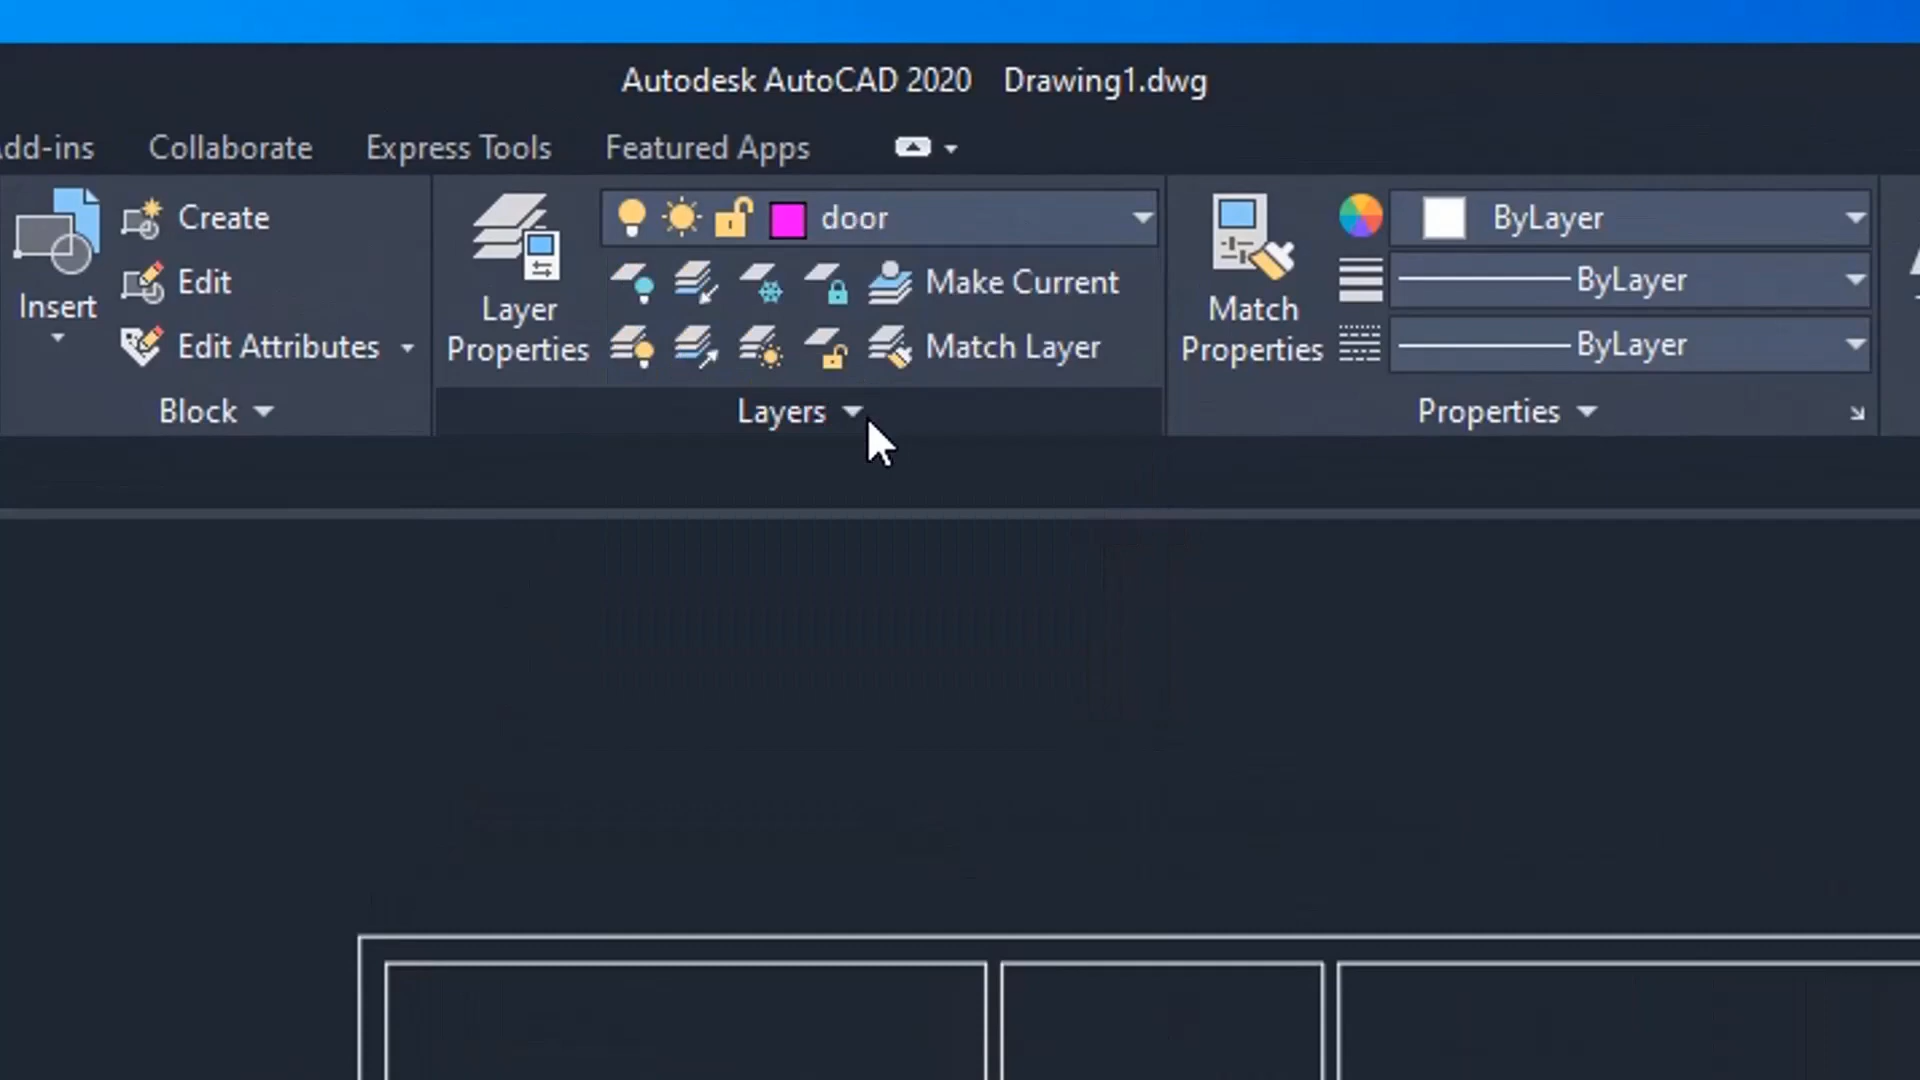 Autodesk AutoCAD 2020 Drawing1.dwg
dd-ins Collaborate Express Tools Featured Apps
Insert
Create
Edit
Edit Attributes
Block
Layer
Properties
door
Make Current
Match Layer
Layers
Match
Properties
ByLayer
ByLayer
ByLayer
Properties